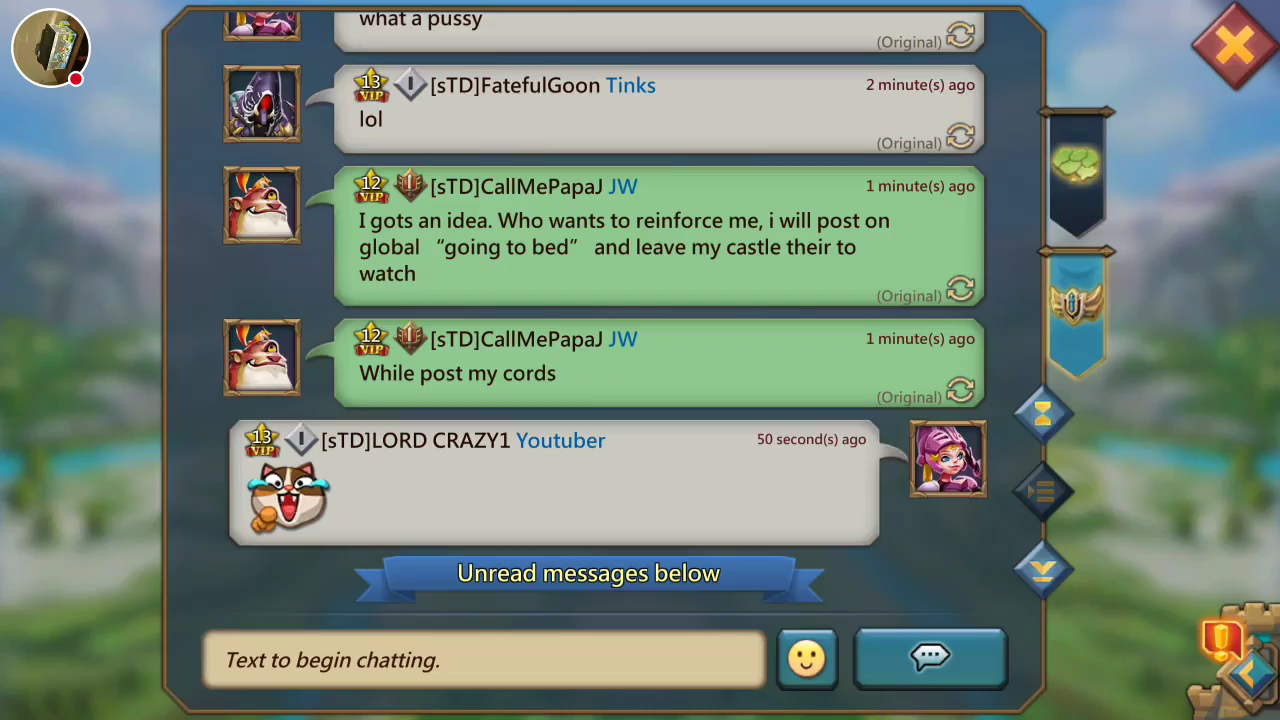 what a pussy
(Original)
13 VIP [sTD]FatefulGoon Tinks 2 minute(s) ago
lol
(Original)
12 VIP [sTD]CallMePapaJ JW 1 minute(s) ago
I gots an idea. Who wants to reinforce me, i will post on
global “going to bed” and leave my castle their to
watch
(Original)
12 VIP [sTD]CallMePapaJ JW 1 minute(s) ago
While post my cords
(Original)
13 VIP [sTD]LORD CRAZY1 Youtuber 50 second(s) ago
Unread messages below
Text to begin chatting.